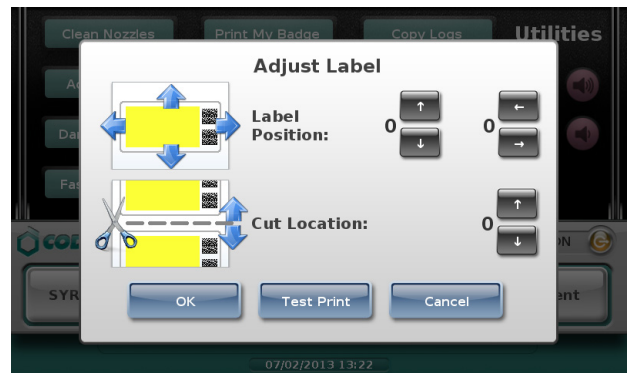 Clean Nozzles
Print My Badge
Copy Logs
Utilities
Adjust Label
Label
Position:
0
0
Cut Location:
0
OK
Test Print
Cancel
07/02/2013 13:22